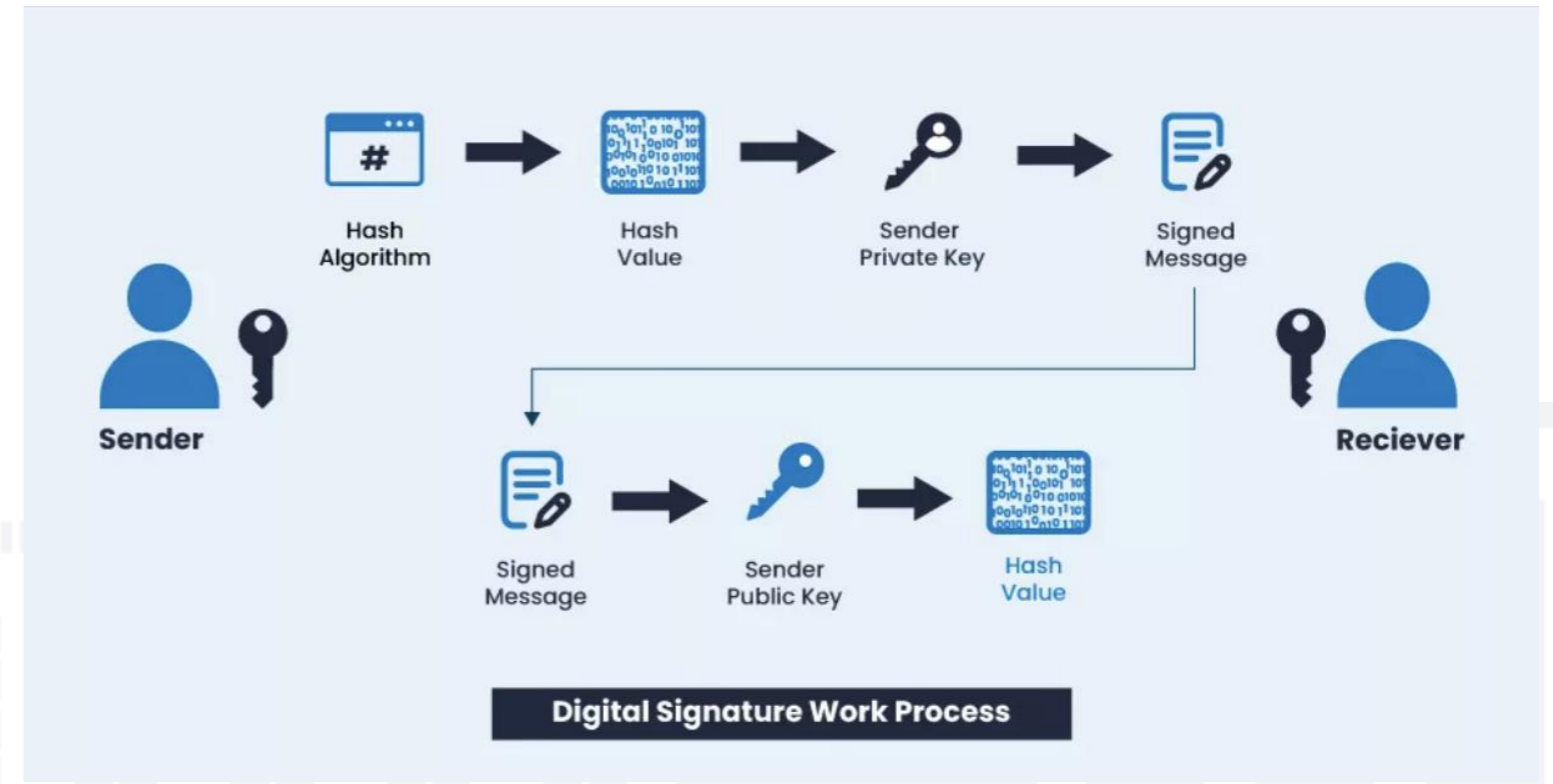 #
Hash
Algorithm
Hash
Value
Sender
Private Key
Signed
Message
Sender
Reciever
Signed
Message
Sender
Public Key
Hash
Value
Digital Signature Work Process